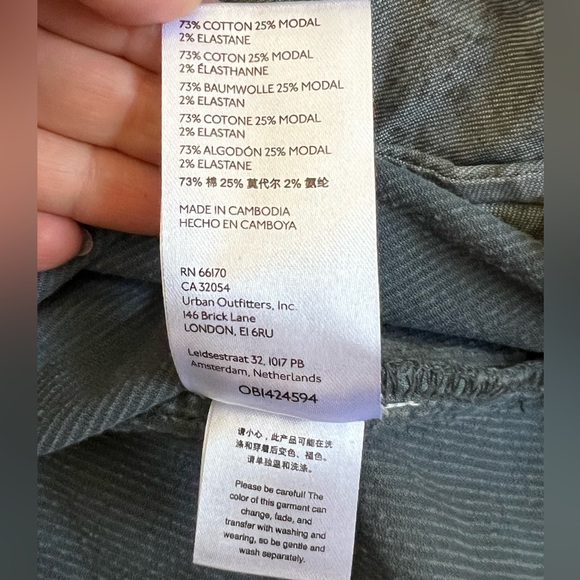 73% COTTON 25% MODAL
2% ELASTANE
73% COTON 25% MODAL
2% ÉLASTHANNE
73% BAUMWOLLE 25% MODAL
2% ELASTAN
73% COTONE 25% MODAL
2% ELASTAN
73% ALGODÓN 25% MODAL
2% ELASTANE
73% 棉 25% 莫代尔 2% 氨纶
MADE IN CAMBODIA
HECHO EN CAMBOYA
RN 66170
CA 32054
Urban Outfitters, Inc.
146 Brick Lane
LONDON, E1 6RU
Leidsestraat 32, 1017 PB
Amsterdam, Netherlands
OB1424594
请小心，此产品可能在洗
涤和穿着后变色、褪色。
请单独温和洗涤。
Please be careful! The
color of this garment can
change, fade, and
transfer with washing and
wearing, so be gentle and
wash separately.